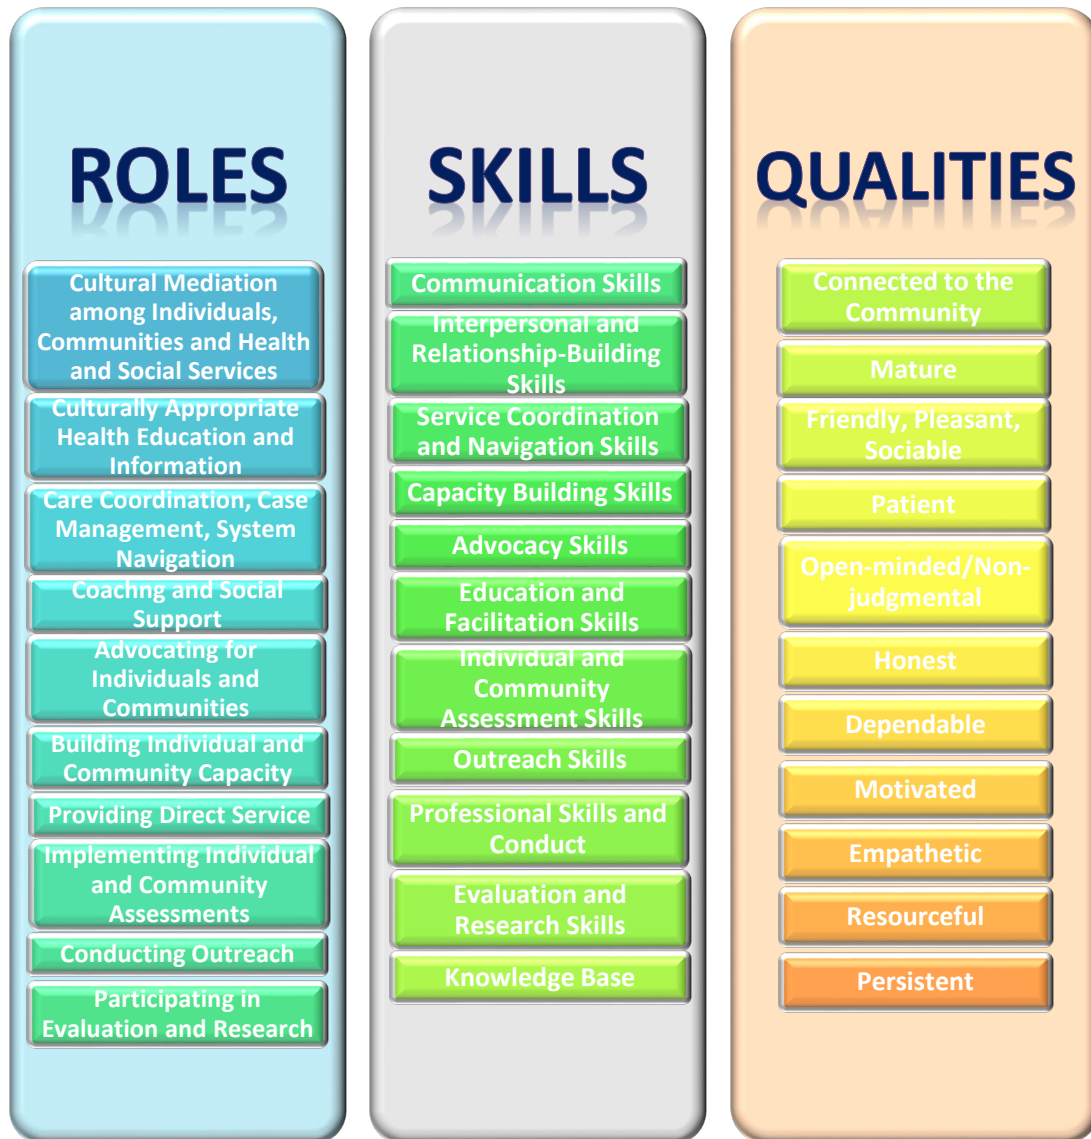 ROLES
Cultural Mediation
among Individuals,
Communities and Health
and Social Services
Culturally Appropriate
Health Education and
Information
Care Coordination, Case
Management, System
Navigation
Coachng and Social
Support
Advocating for
Individuals and
Communities
Building Individual and
Community Capacity
Providing Direct Service
Implementing Individual
and Community
Assessments
Conducting Outreach
Participating in
Evaluation and Research
SKILLS
Communication Skills
Interpersonal and
Relationship-Building
Skills
Service Coordination
and Navigation Skills
Capacity Building Skills
Advocacy Skills
Education and
Facilitation Skills
Individual and
Community
Assessment Skills
Outreach Skills
Professional Skills and
Conduct
Evaluation and
Research Skills
Knowledge Base
QUALITIES
Connected to the
Community
Mature
Friendly, Pleasant,
Sociable
Patient
Open-minded/Non-
judgmental
Honest
Dependable
Motivated
Empathetic
Resourceful
Persistent